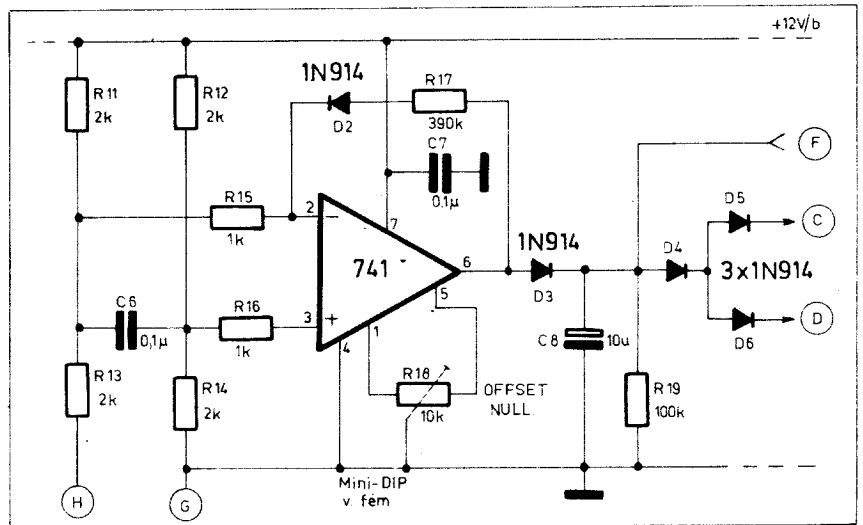 +12V/b
R11
2k
R12
2k
1N914
D2
R17
390k
C7
0,1µ
F
R15
1k
2
7
741
6
5
1N914
D3
D4
D5
C
3x1N914
D6
D
C6
0,1µ
R16
1k
3
+
4
1
C8
10u
R13
2k
R14
2k
R18
10k
OFFSET
NULL.
R19
100k
H
G
Mini-DIP
v. fém